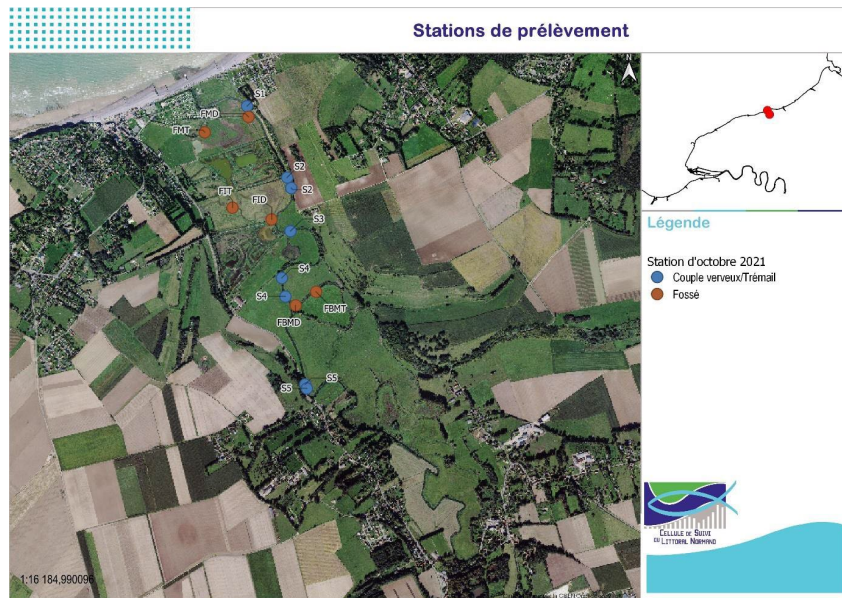 Stations de prélèvement
N
S1
FMD
FMT
S2
S2
FIT
FID
S3
S4
S4
FBMT
FBMD
S5
S5
1:16 184,990096
Légende
Station d'octobre 2021
Couple verveux/Trémail
Fossé
CELLULE DE SUIVI
DU LITTORAL NORMAND